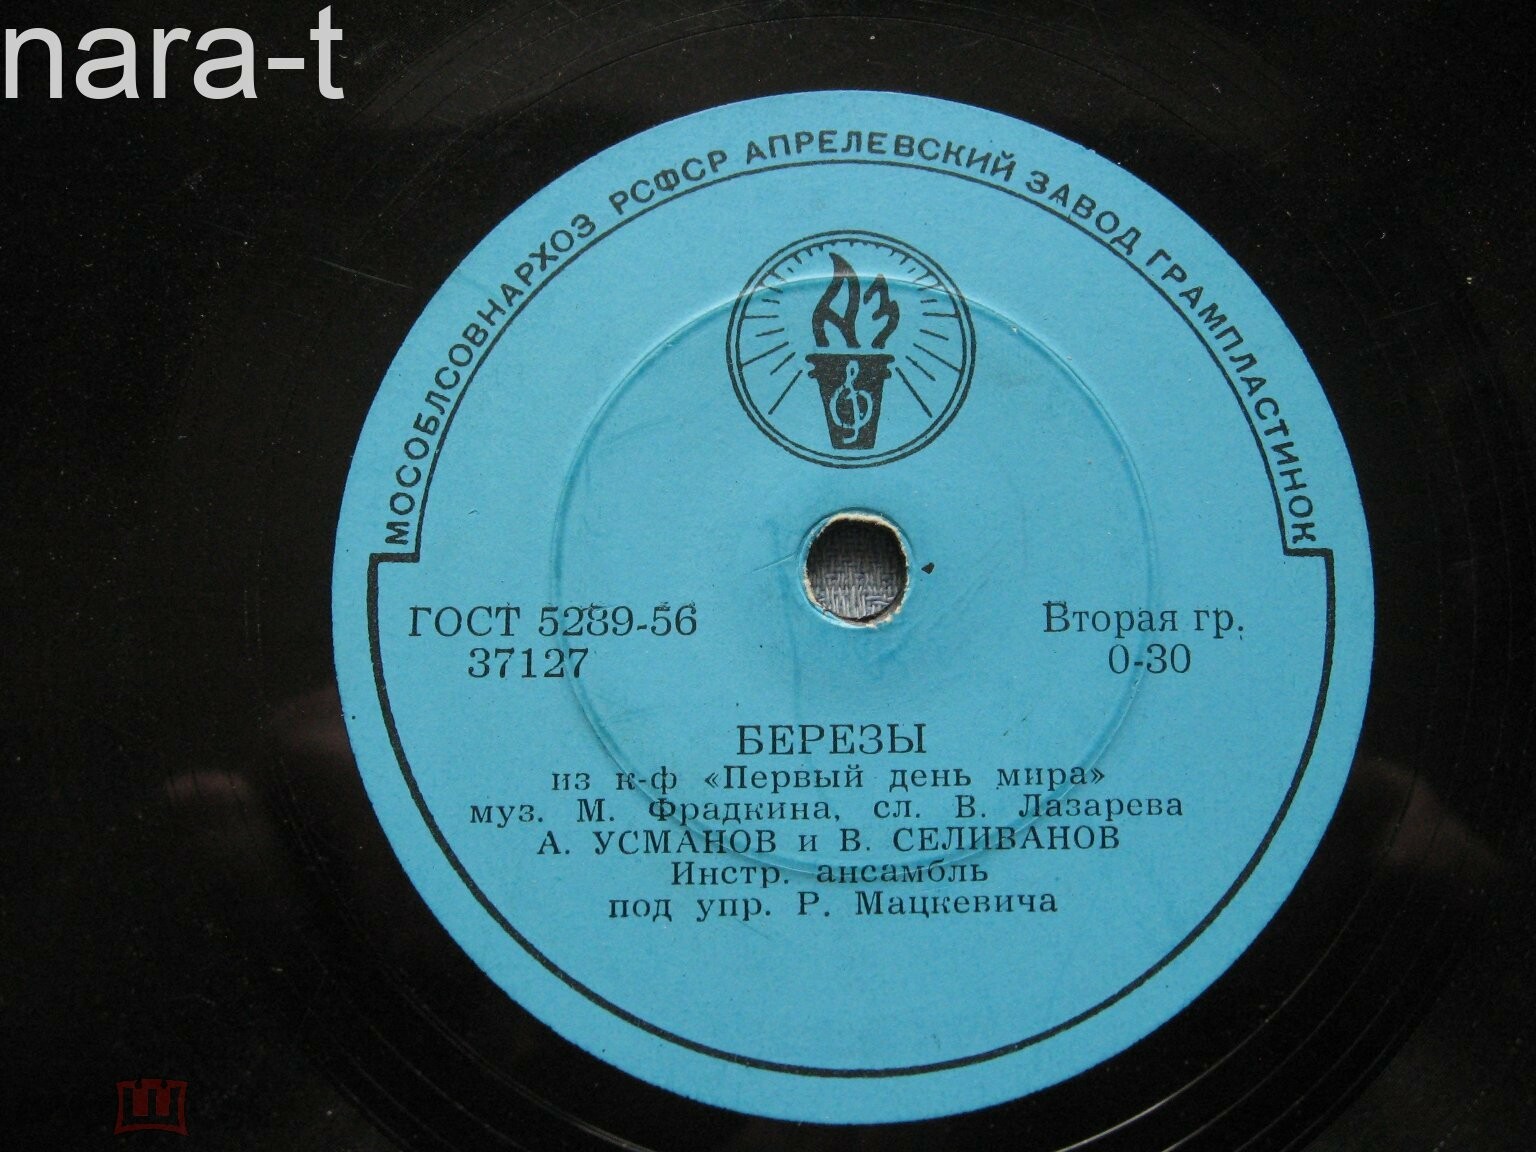 nara-t
МОСОБЛСОВНАРХОЗ РСФСР АПРЕЛЕВСКИЙ ЗАВОД ГРАМПЛАСТИНОК
АЗ
ГОСТ 5289-56
37127
Вторая гр.
0-30
БЕРЕЗЫ
из к-ф «Первый день мира»
муз. М. Фрадкина, сл. В. Лазарева
А. УСМАНОВ и В. СЕЛИВАНОВ
Инстр. ансамбль
под упр. Р. Мацкевича